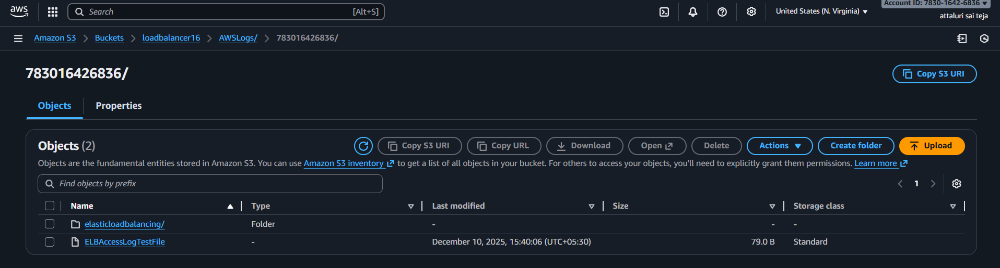 aws Search [Alt+S] United States (N. Virginia) Account ID: 7830-1642-6836
attaluri sai teja
Amazon S3 Buckets loadbalancer16 AWSLogs/ 783016426836/
783016426836/ Copy S3 URI
Objects Properties
Objects (2) Copy S3 URI Copy URL Download Open Delete Actions Create folder Upload
Objects are the fundamental entities stored in Amazon S3. You can use Amazon S3 inventory to get a list of all objects in your bucket. For others to access your objects, you'll need to explicitly grant them permissions. Learn more
Find objects by prefix 1
Name Type Last modified Size Storage class
elasticloadbalancing/ Folder - - -
ELBAccessLogTestFile - December 10, 2025, 15:40:06 (UTC+05:30) 79.0 B Standard